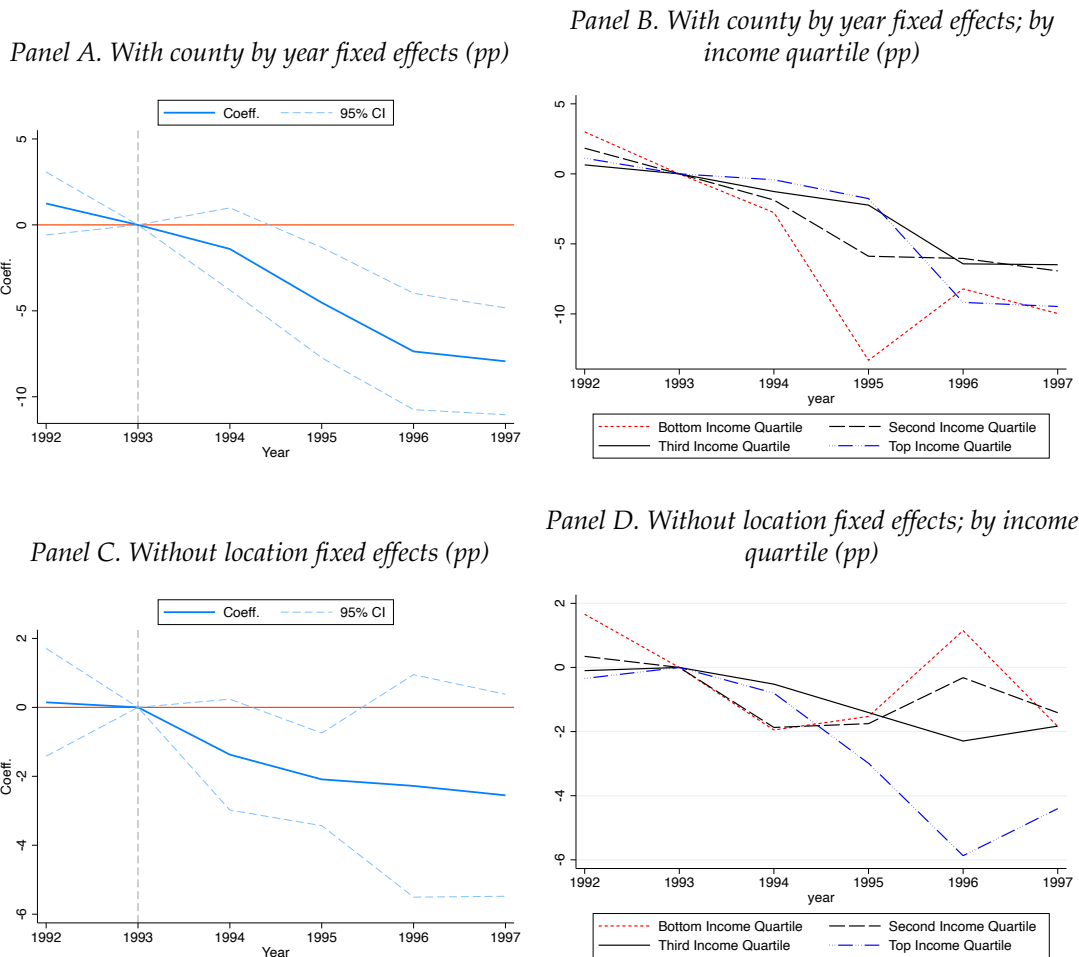 Panel A. With county by year fixed effects (pp)
Coeff. 95% CI
5
0
-5
-10
Coeff.
1992 1993 1994 1995 1996 1997
Year
Panel B. With county by year fixed effects; by
income quartile (pp)
5
0
-5
-10
1992 1993 1994 1995 1996 1997
year
Bottom Income Quartile Second Income Quartile
Third Income Quartile Top Income Quartile
Panel C. Without location fixed effects (pp)
Coeff. 95% CI
2
0
-2
-4
-6
Coeff.
1992 1993 1994 1995 1996 1997
Year
Panel D. Without location fixed effects; by income
quartile (pp)
2
0
-2
-4
-6
1992 1993 1994 1995 1996 1997
year
Bottom Income Quartile Second Income Quartile
Third Income Quartile Top Income Quartile